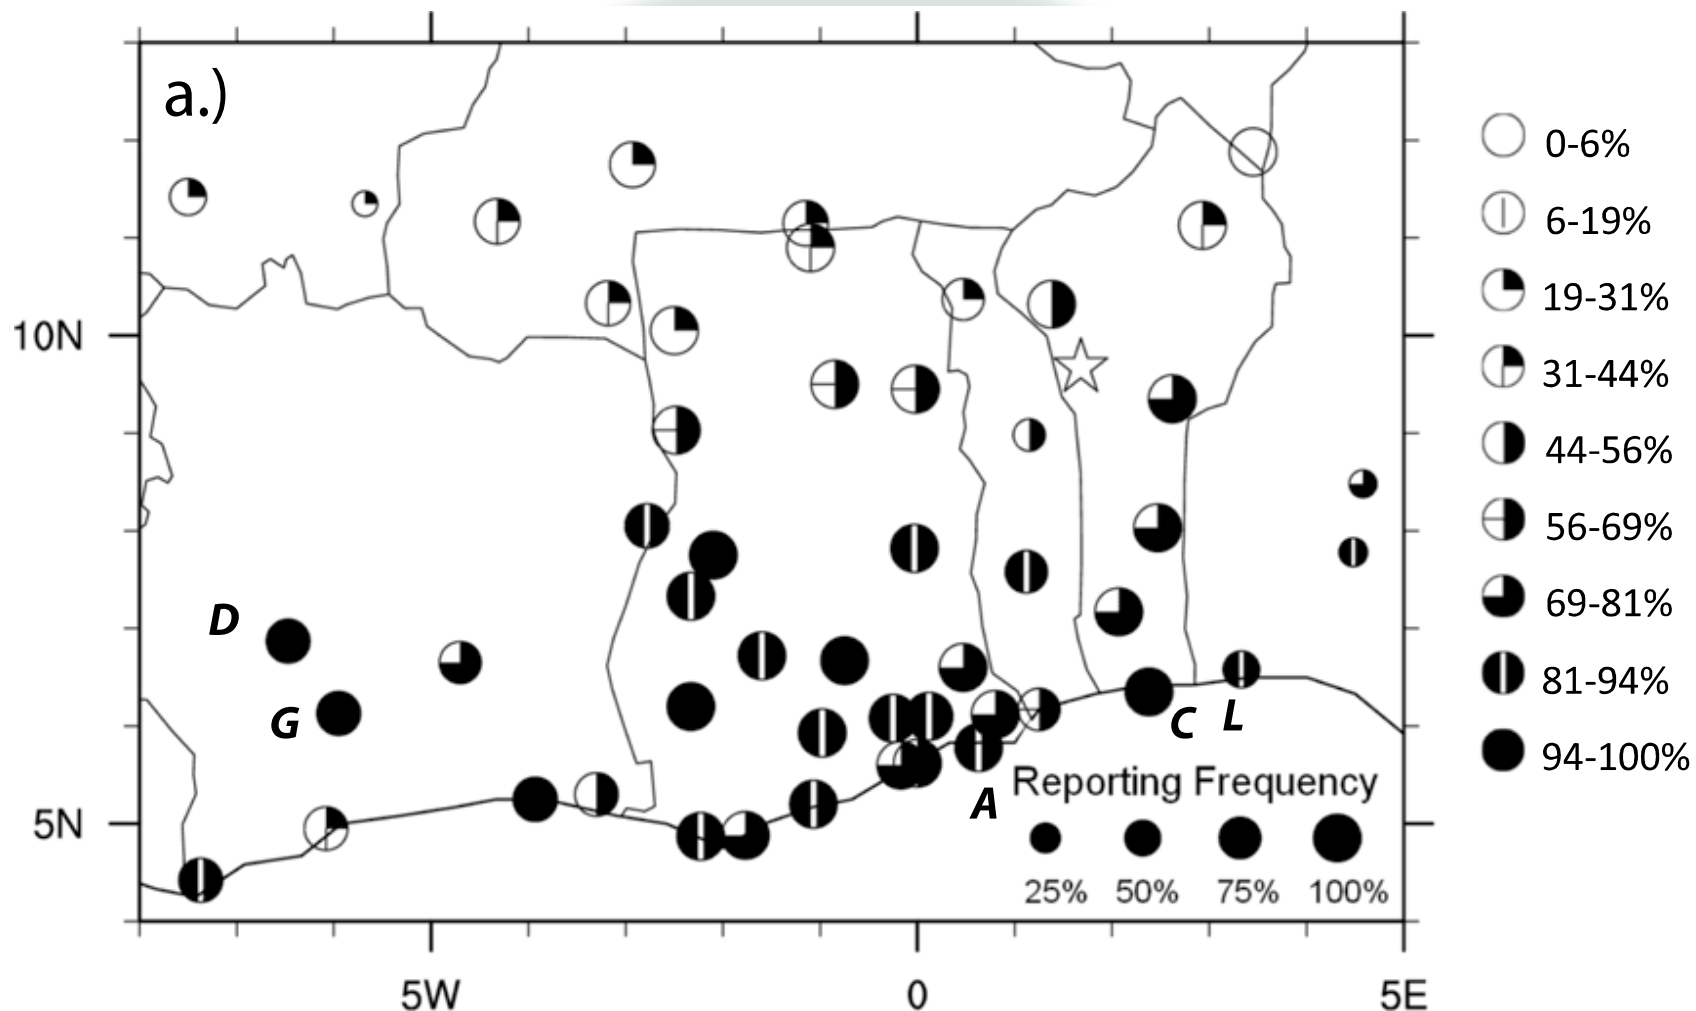 a.)
0-6%
6-19%
19-31%
10N
31-44%
44-56%
56-69%
69-81%
D
81-94%
G
C
L
94-100%
Reporting Frequency
A
5N
25%
50%
75%
100%
5W
0
5E